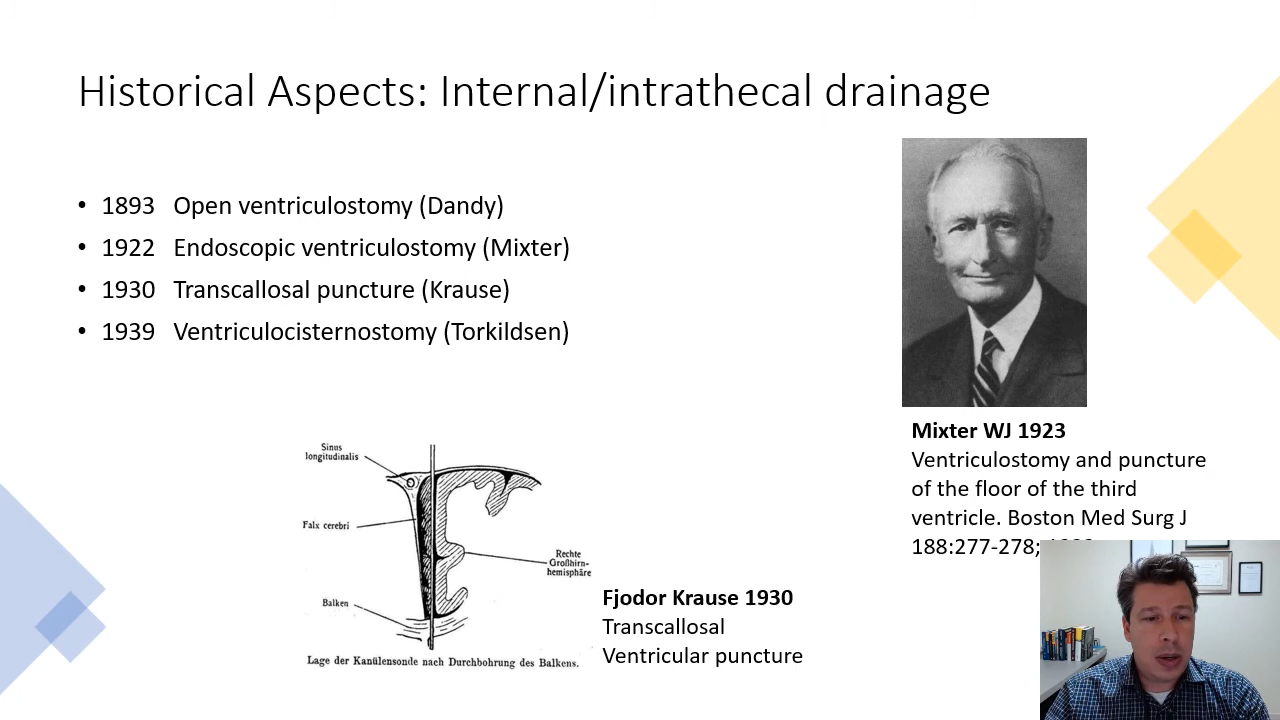 Historical Aspects: Internal/intrathecal drainage
• 1893 Open ventriculostomy (Dandy)
• 1922 Endoscopic ventriculostomy (Mixter)
• 1930 Transcallosal puncture (Krause)
• 1939 Ventriculocisternostomy (Torkildsen)
Mixter WJ 1923
Ventriculostomy and puncture
of the floor of the third
ventricle. Boston Med Surg J
188:277-278;
Sinus
longitudinalis
Falx cerebri
Rechte
Großhirn-
hemisphäre
Balken
Lage der Kanülensonde nach Durchbohrung des Balkens.
Fjodor Krause 1930
Transcallosal
Ventricular puncture